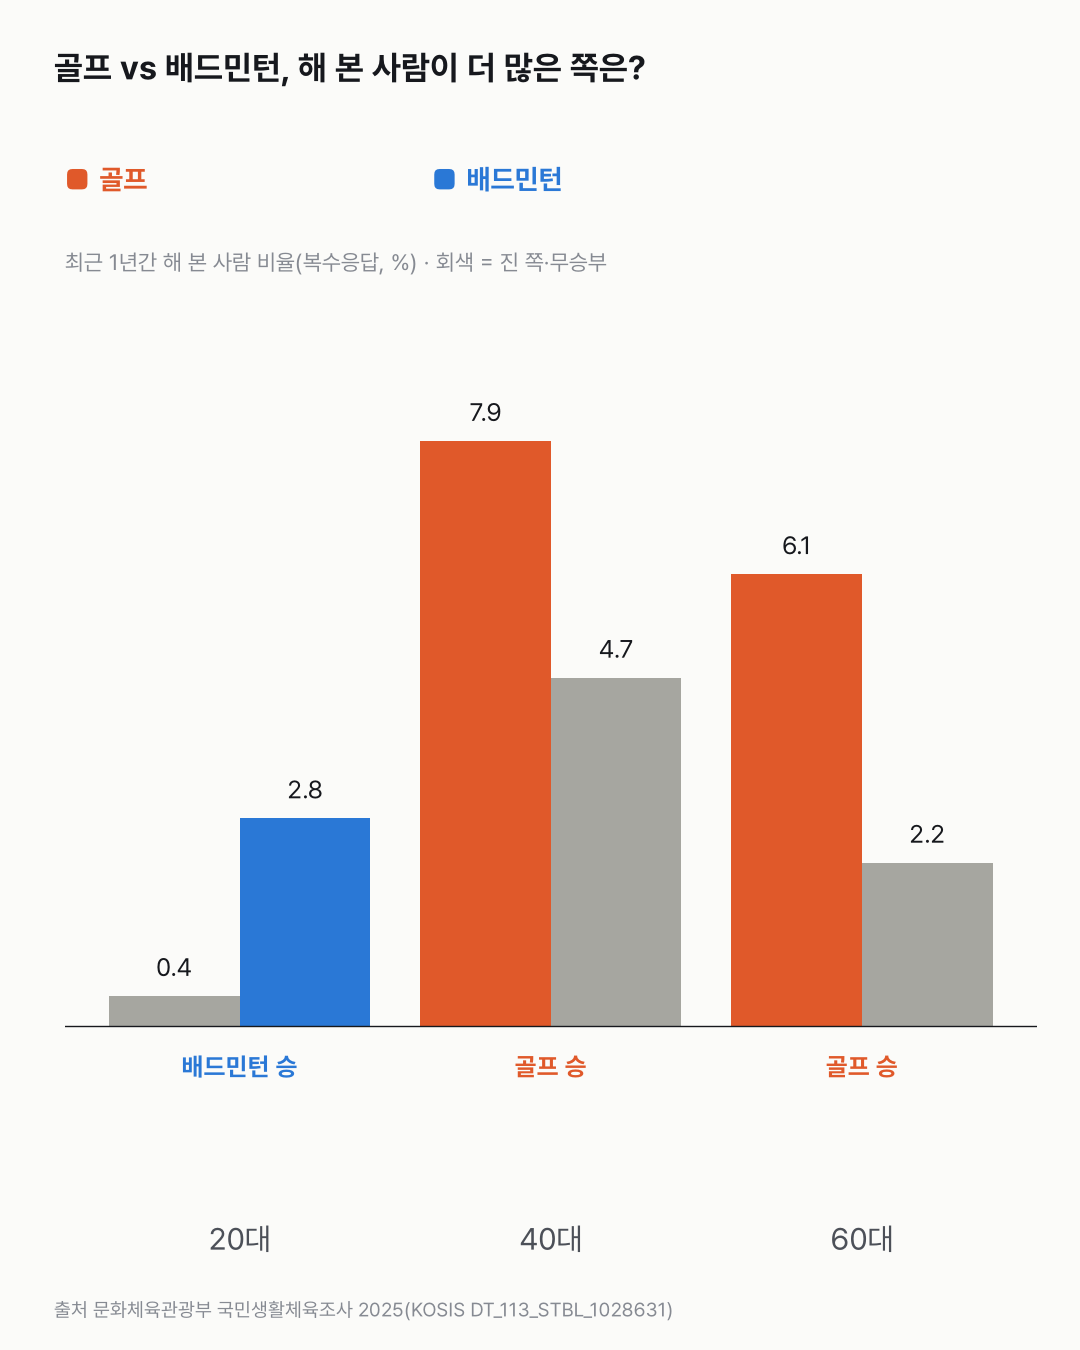 골프 vs 배드민턴, 해 본 사람이 더 많은 쪽은?
골프
배드민턴
최근 1년간 해 본 사람 비율(복수응답, %) · 회색 = 진 쪽·무승부
7.9
6.1
4.7
2.8
2.2
0.4
배드민턴 승
골프 승
골프 승
20대
40대
60대
출처 문화체육관광부 국민생활체육조사 2025(KOSIS DT_113_STBL_1028631)